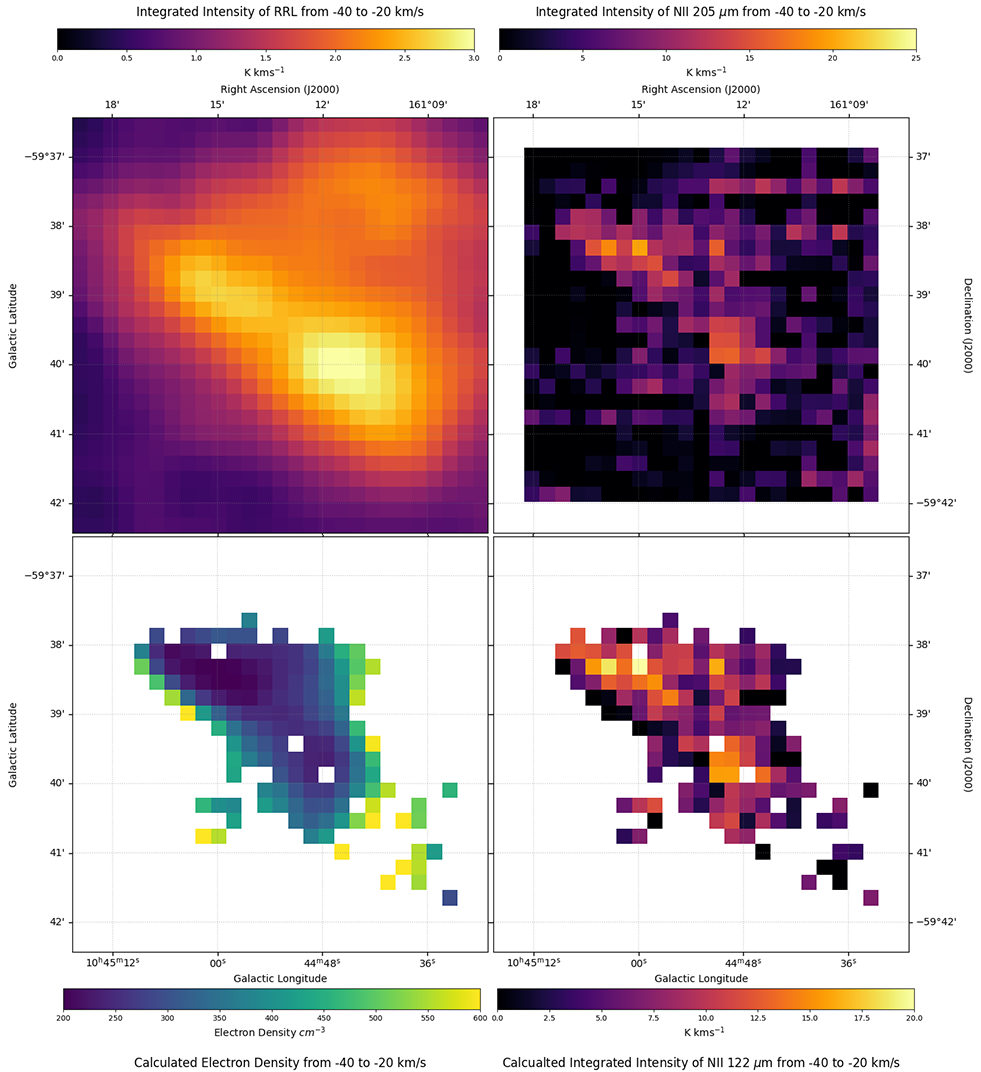 Integrated Intensity of RRL from -40 to -20 km/s
Integrated Intensity of NII 205 μm from -40 to -20 km/s
0.0 0.5 1.0 1.5 2.0 2.5 3.0
0 5 10 15 20 25
K kms⁻¹
K kms⁻¹
Right Ascension (J2000)
Right Ascension (J2000)
18' 15' 12' 161°09'
18' 15' 12' 161°09'
−59°37'
38'
39'
40'
41'
42'
Galactic Latitude
37'
38'
39'
40'
41'
−59°42'
Declination (J2000)
−59°37'
38'
39'
40'
41'
42'
Galactic Latitude
37'
38'
39'
40'
41'
−59°42'
Declination (J2000)
10ʰ45ᵐ12ˢ 00ˢ 44ᵐ48ˢ 36ˢ
10ʰ45ᵐ12ˢ 00ˢ 44ᵐ48ˢ 36ˢ
Galactic Longitude
Galactic Longitude
200 250 300 350 400 450 500 550 600
0.0 2.5 5.0 7.5 10.0 12.5 15.0 17.5 20.0
Electron Density cm⁻³
K kms⁻¹
Calculated Electron Density from -40 to -20 km/s
Calcualted Integrated Intensity of NII 122 μm from -40 to -20 km/s